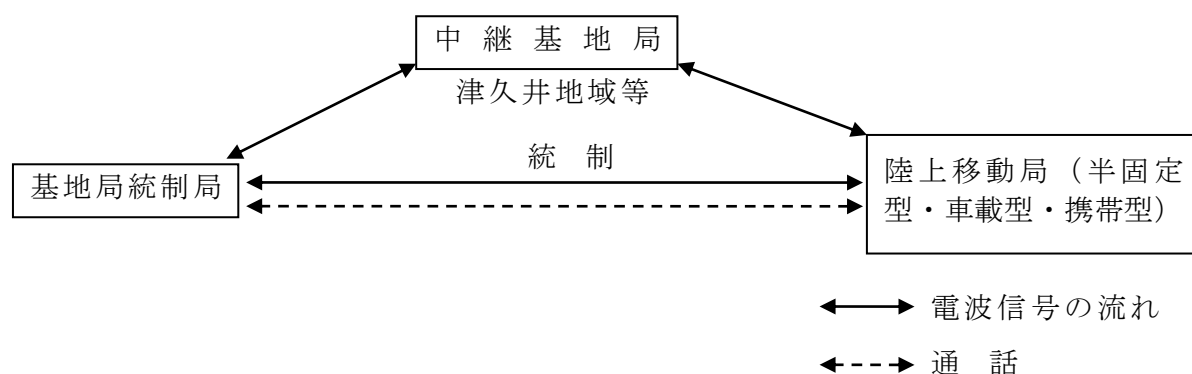 中継基地局
津久井地域等
統制
基地局統制局
陸上移動局（半固定
型・車載型・携帯型）
電波信号の流れ
通話